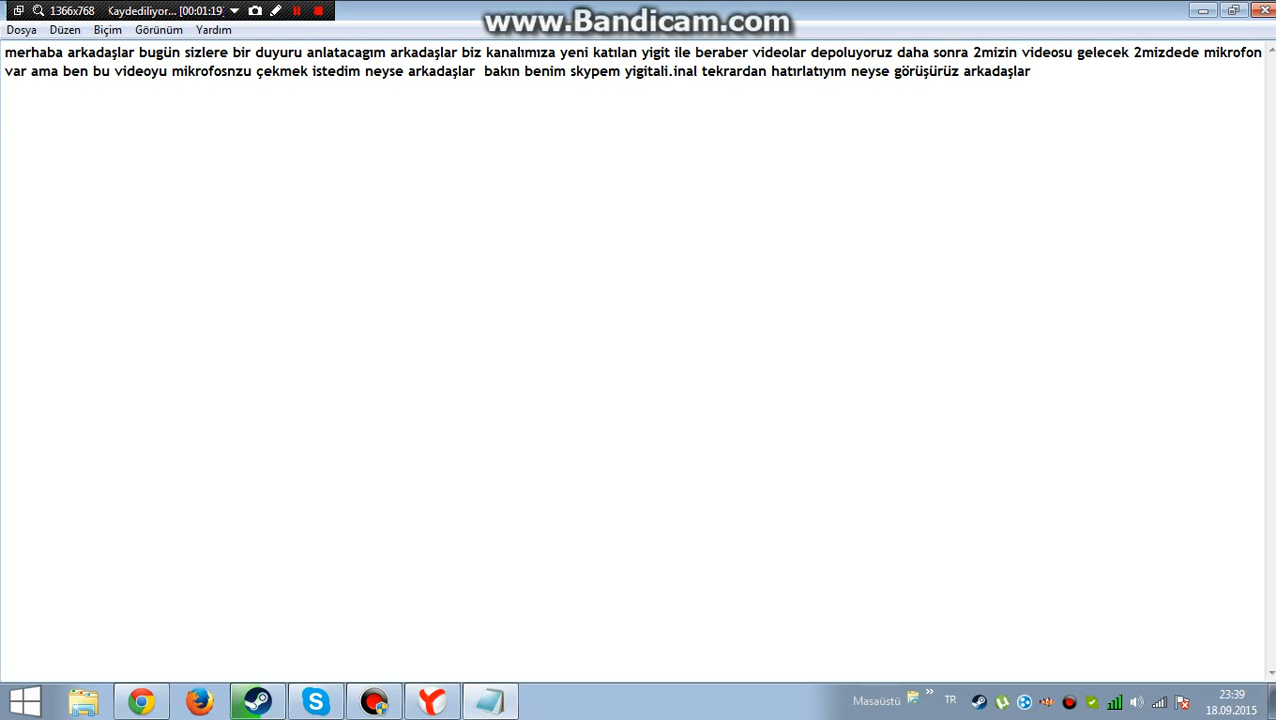 1366x768 Kaydediliyor... [00:01:19]
www.Bandicam.com
Dosya Düzen Biçim Görünüm Yardım
merhaba arkadaşlar bugün sizlere bir duyuru anlatacagım arkadaşlar biz kanalımıza yeni katılan yigit ile beraber videolar depoluyoruz daha sonra 2mizin videosu gelecek 2mizdede mikrofon
var ama ben bu videoyu mikrofosnzu çekmek istedim neyse arkadaşlar bakın benim skypem yigitali.inal tekrardan hatırlatıyım neyse görüşürüz arkadaşlar
Masaüstü » TR 23:39
18.09.2015